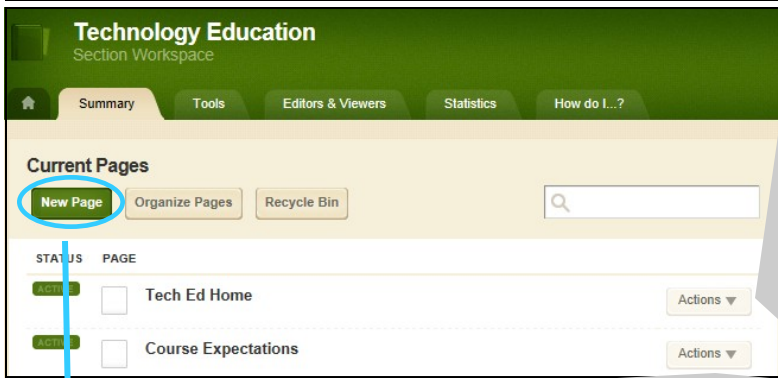 Technology Education
Section Workspace
Summary Tools Editors & Viewers Statistics How do I...?
Current Pages
New Page Organize Pages Recycle Bin
STATUS PAGE
ACTIVE Tech Ed Home Actions
ACTIVE Course Expectations Actions